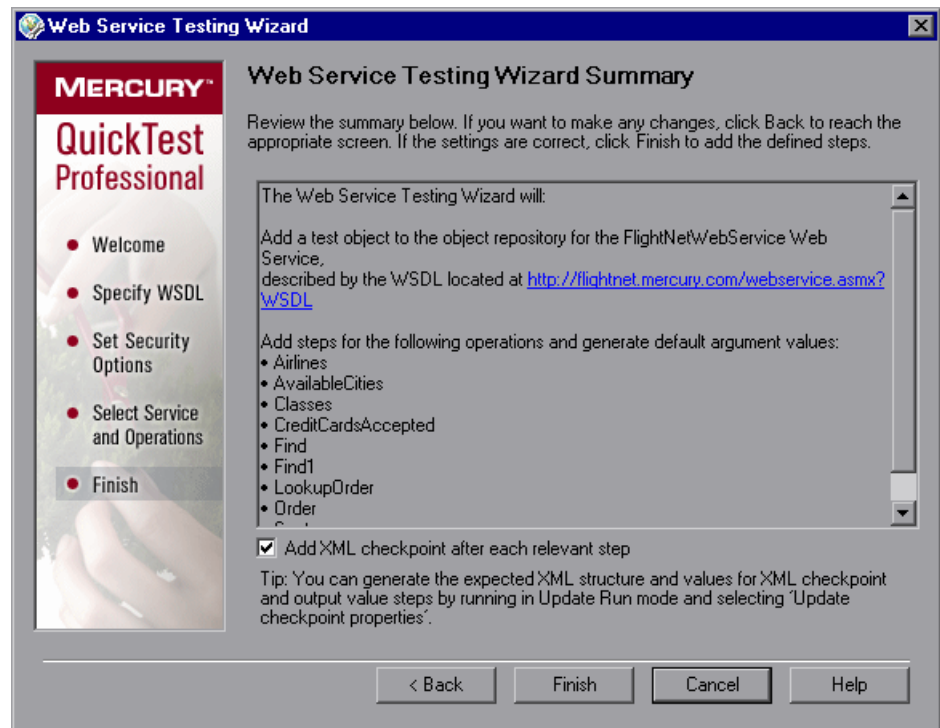 Web Service Testing Wizard
MERCURY™
QuickTest
Professional
• Welcome
• Specify WSDL
• Set Security
Options
• Select Service
and Operations
• Finish
Web Service Testing Wizard Summary
Review the summary below. If you want to make any changes, click Back to reach the
appropriate screen. If the settings are correct, click Finish to add the defined steps.
The Web Service Testing Wizard will:
Add a test object to the object repository for the FlightNetWebService Web
Service,
described by the WSDL located at http://flightnet.mercury.com/webservice.asmx?
WSDL
Add steps for the following operations and generate default argument values:
• Airlines
• AvailableCities
• Classes
• CreditCardsAccepted
• Find
• Find1
• LookupOrder
• Order
Add XML checkpoint after each relevant step
Tip: You can generate the expected XML structure and values for XML checkpoint
and output value steps by running in Update Run mode and selecting ‘Update
checkpoint properties’.
< Back
Finish
Cancel
Help